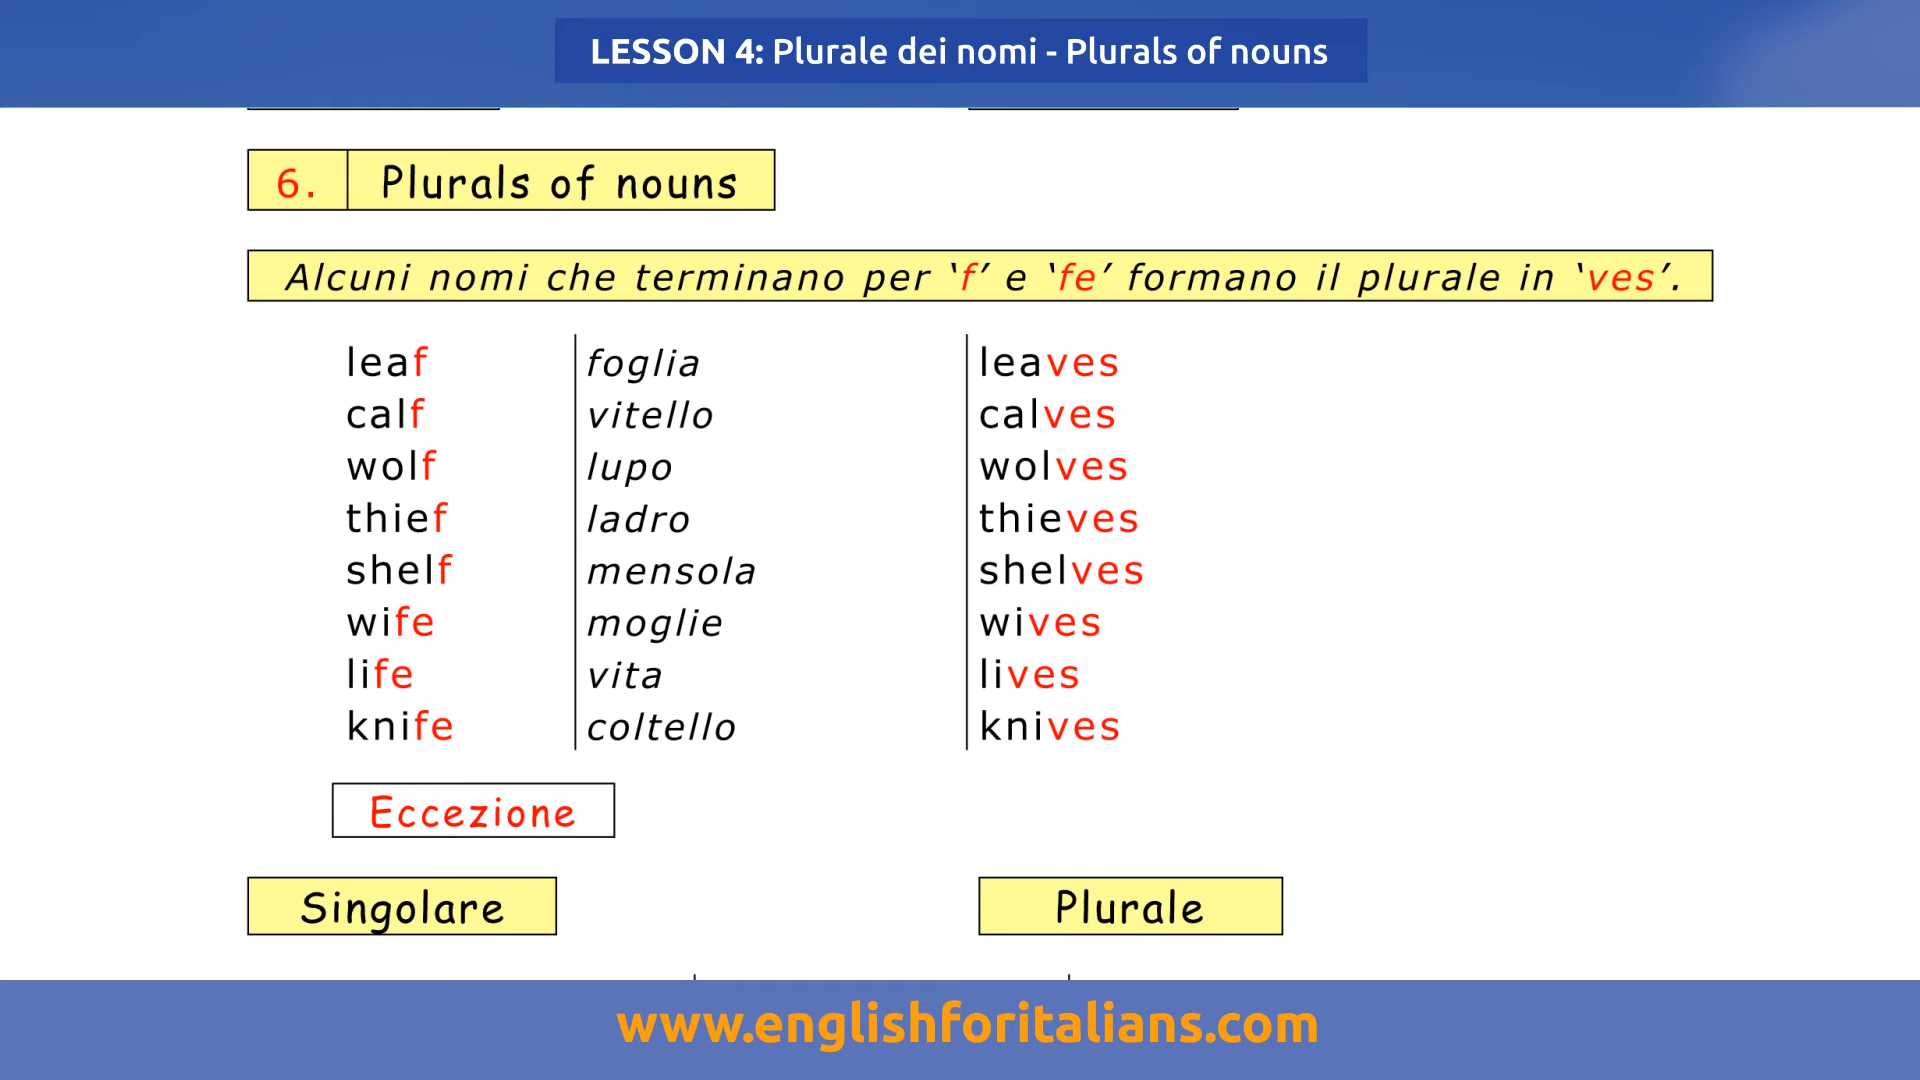 LESSON 4: Plurale dei nomi - Plurals of nouns
6. Plurals of nouns
Alcuni nomi che terminano per ‘f’ e ‘fe’ formano il plurale in ‘ves’.
leaf foglia leaves
calf vitello calves
wolf lupo wolves
thief ladro thieves
shelf mensola shelves
wife moglie wives
life vita lives
knife coltello knives
Eccezione
Singolare Plurale
www.englishforitalians.com